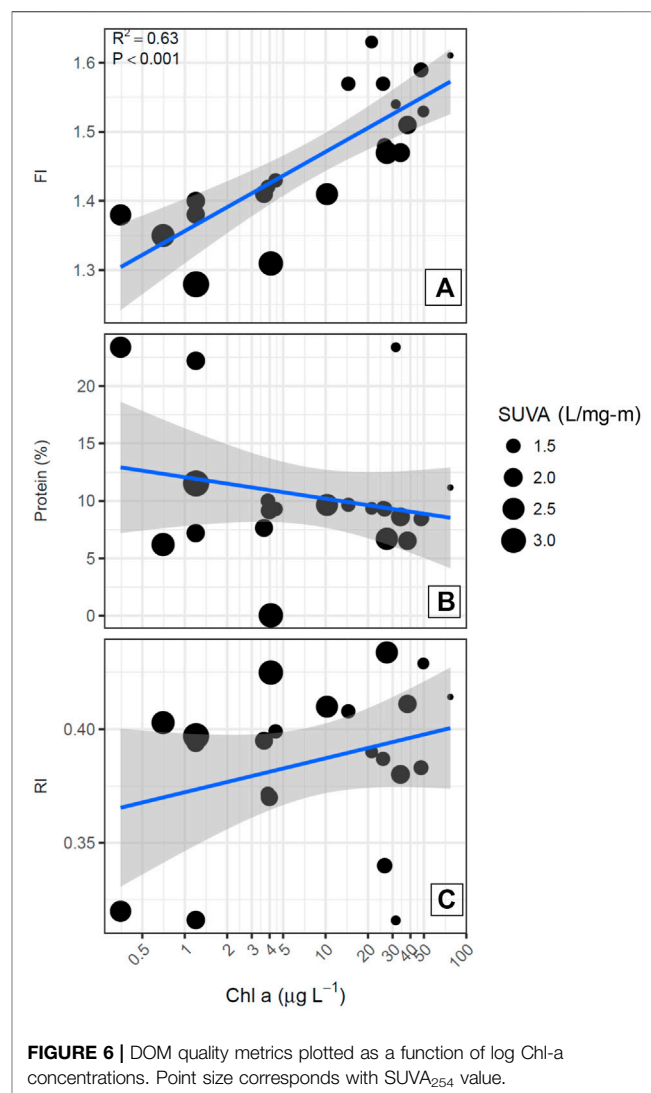 R² = 0.63
P < 0.001
1.6
1.5
1.4
1.3
FI
A
20
15
10
5
0
Protein (%)
B
0.40
0.35
RI
C
0.5
1
2
3
4
5
10
20
30
40
50
100
Chl a (µg L⁻¹)
SUVA (L/mg-m)
1.5
2.0
2.5
3.0
FIGURE 6 | DOM quality metrics plotted as a function of log Chl-a
concentrations. Point size corresponds with SUVA₂₅₄ value.